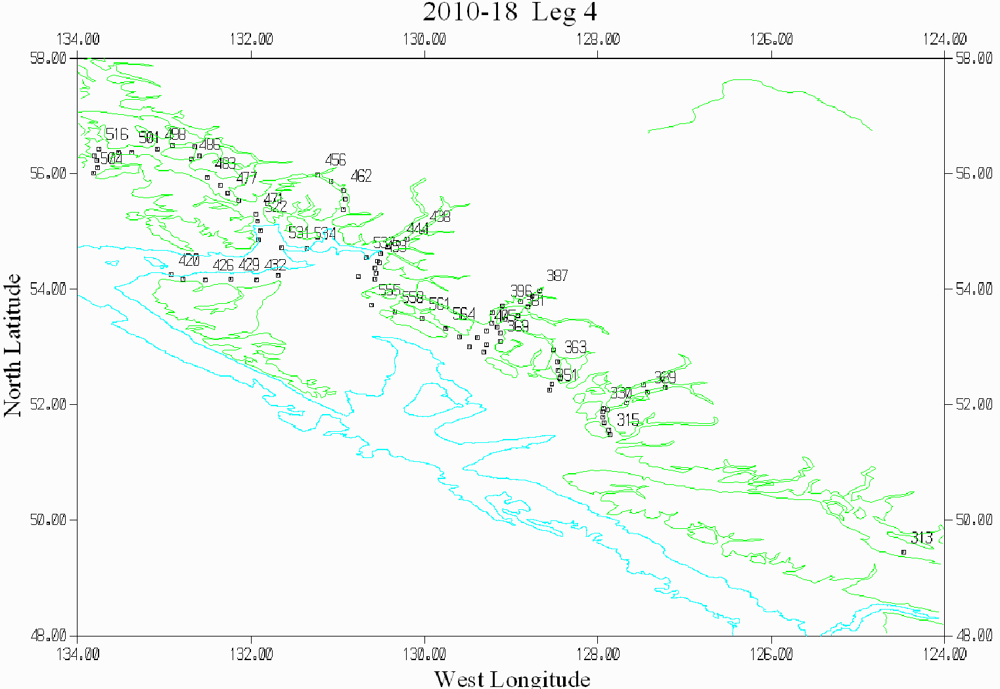 2010-18 Leg 4
134.00 132.00 130.00 128.00 126.00 124.00
58.00 58.00
516 501 498
486
504 483 456
56.00 477 462 56.00
471
522 438
531 534 444
420 426 429 432
387
54.00 555 396 54.00
558 561
564 405
369
363
351 339
330
52.00 52.00
315
50.00 50.00
313
48.00 48.00
134.00 132.00 130.00 128.00 126.00 124.00
West Longitude
North Latitude